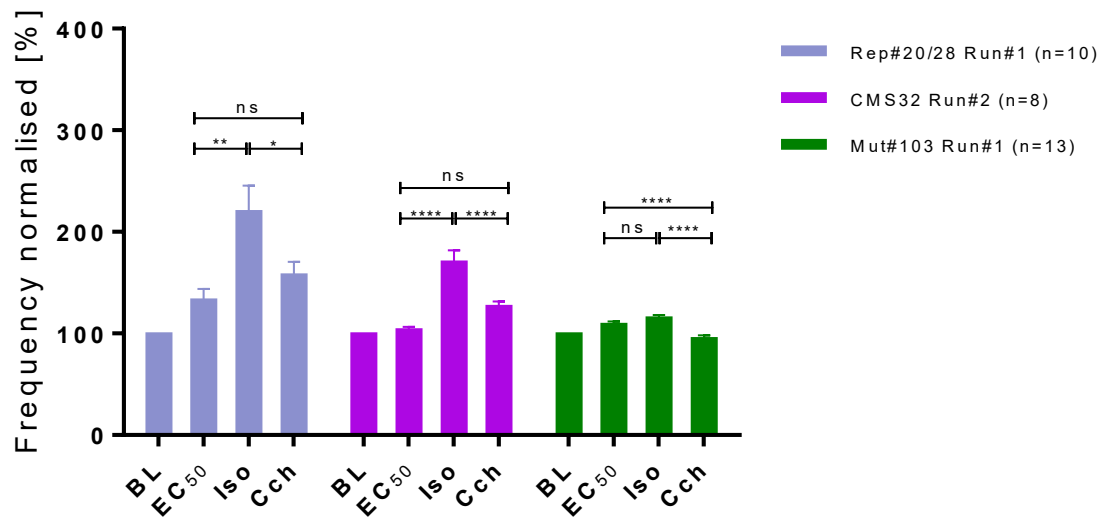 Frequency normalised [%]
400
300
200
100
0
ns
** *
ns
**** ****
****
ns ****
BL EC50 Iso Cch BL EC50 Iso Cch BL EC50 Iso Cch
Rep#20/28 Run#1 (n=10)
CMS32 Run#2 (n=8)
Mut#103 Run#1 (n=13)